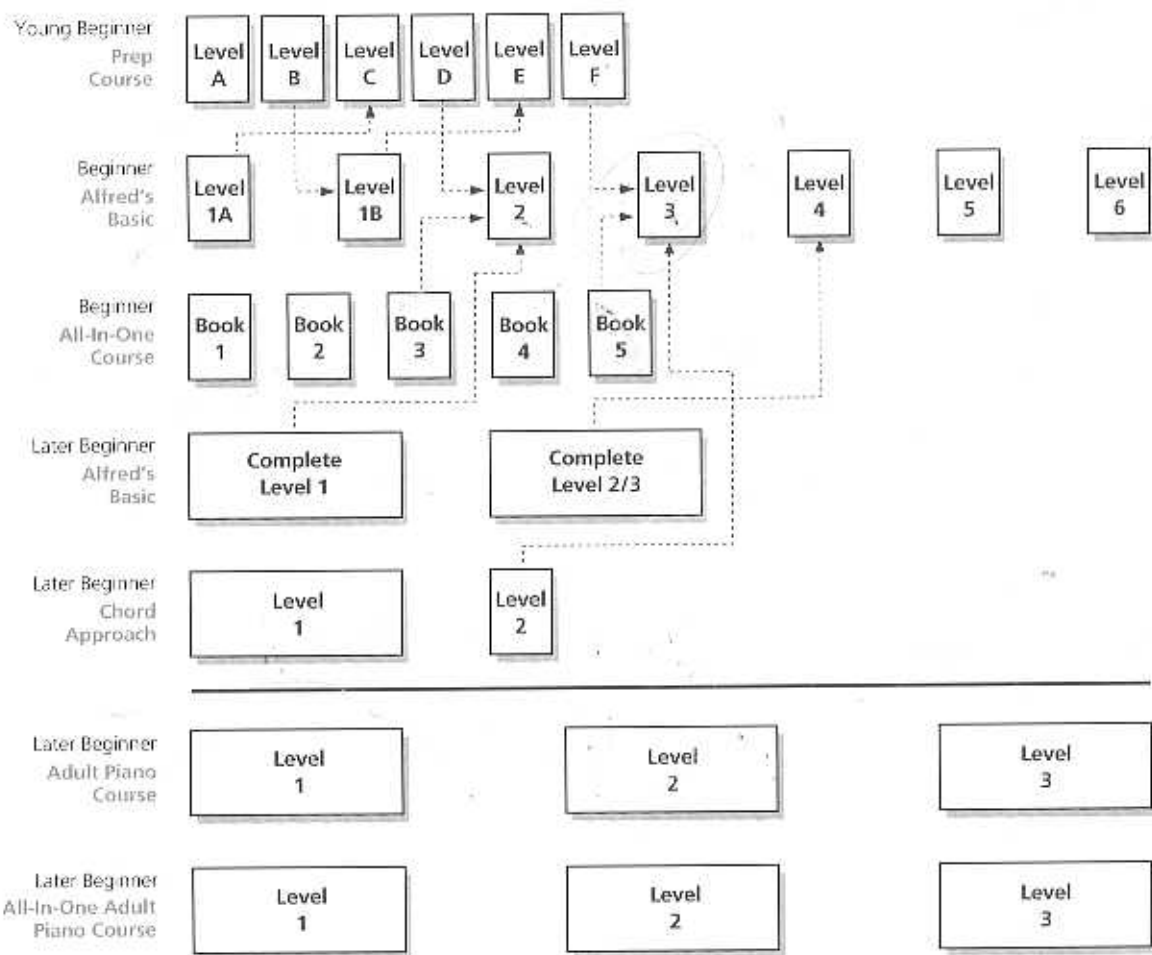 Young Beginner
Prep
Course
Level
A
Level
B
Level
C
Level
D
Level
E
Level
F
Beginner
Alfred's
Basic
Level
1A
Level
1B
Level
2
Level
3
Level
4
Level
5
Level
6
Beginner
All-In-One
Course
Book
1
Book
2
Book
3
Book
4
Book
5
Later Beginner
Alfred's
Basic
Complete
Level 1
Complete
Level 2/3
Later Beginner
Chord
Approach
Level
1
Level
2
Later Beginner
Adult Piano
Course
Level
1
Level
2
Level
3
Later Beginner
All-In-One Adult
Piano Course
Level
1
Level
2
Level
3